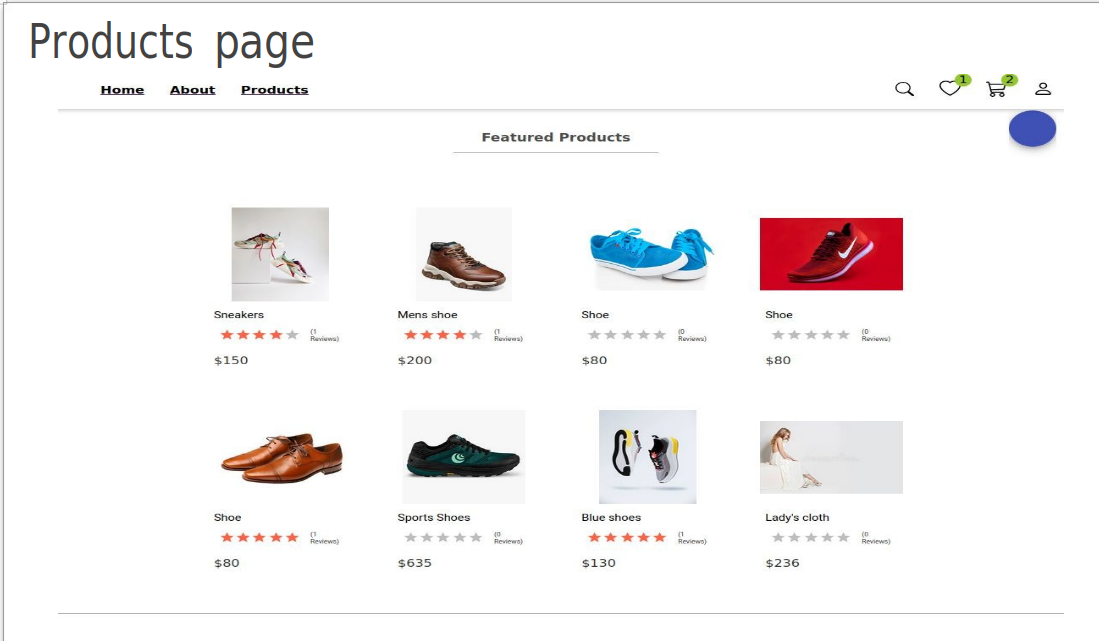 Products page
Home About Products 1 2
Featured Products
Sneakers
(1
Reviews)
$150
Mens shoe
(1
Reviews)
$200
Shoe
(0
Reviews)
$80
Shoe
(0
Reviews)
$80
Shoe
(1
Reviews)
$80
Sports Shoes
(0
Reviews)
$635
Blue shoes
(1
Reviews)
$130
Lady's cloth
(0
Reviews)
$236